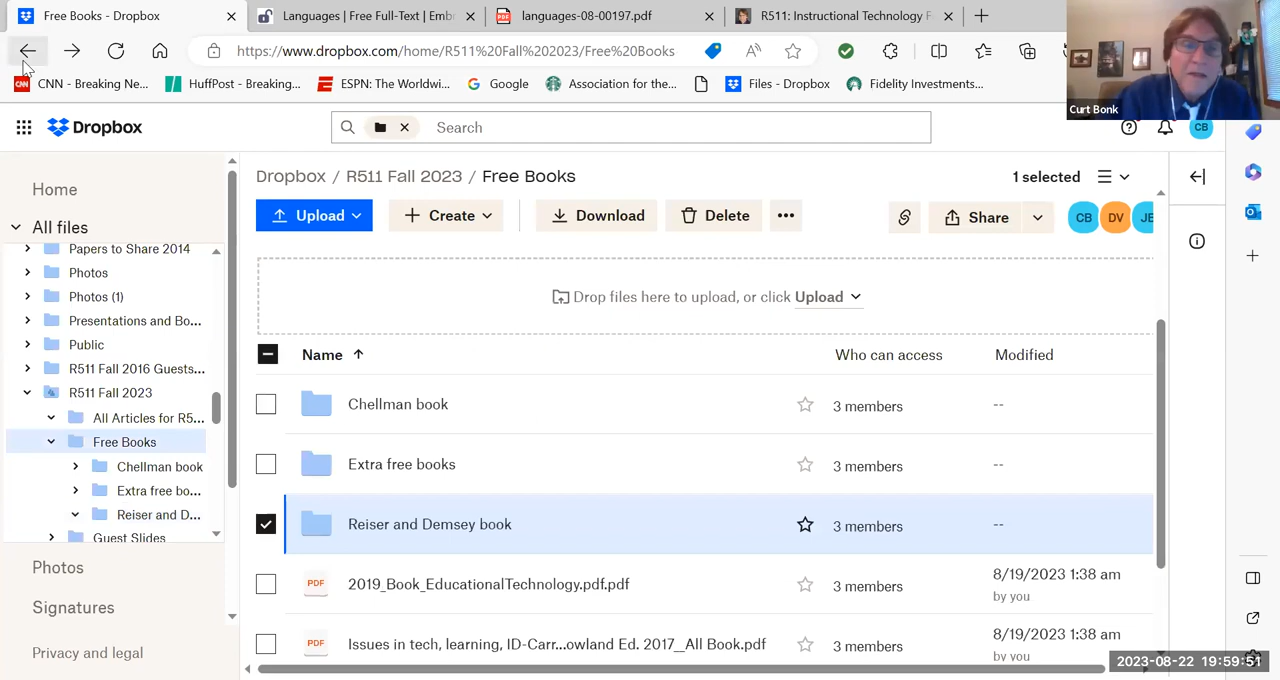 Free Books - Dropbox
Languages | Free Full-Text | Embr
languages-08-00197.pdf
R511: Instructional Technology F
https://www.dropbox.com/home/R511%20Fall%202023/Free%20Books
CNN - Breaking Ne...
HuffPost - Breaking...
ESPN: The Worldwi...
Google
Association for the...
Files - Dropbox
Fidelity Investments...
Curt Bonk
Dropbox
Search
CB
Home
All files
Papers to Share 2014
Photos
Photos (1)
Presentations and Bo...
Public
R511 Fall 2016 Guests...
R511 Fall 2023
All Articles for R5...
Free Books
Chellman book
Extra free bo...
Reiser and D...
Guest Slides
Photos
Signatures
Privacy and legal
Dropbox / R511 Fall 2023 / Free Books
1 selected
Upload
Create
Download
Delete
Share
CB
DV
JE
Drop files here to upload, or click Upload
Name
Who can access
Modified
Chellman book
3 members
--
Extra free books
3 members
--
Reiser and Demsey book
3 members
--
PDF
2019_Book_EducationalTechnology.pdf.pdf
3 members
8/19/2023 1:38 am
by you
PDF
Issues in tech, learning, ID-Carr...owland Ed. 2017__All Book.pdf
3 members
8/19/2023 1:38 am
by you
2023-08-22 19:59:51